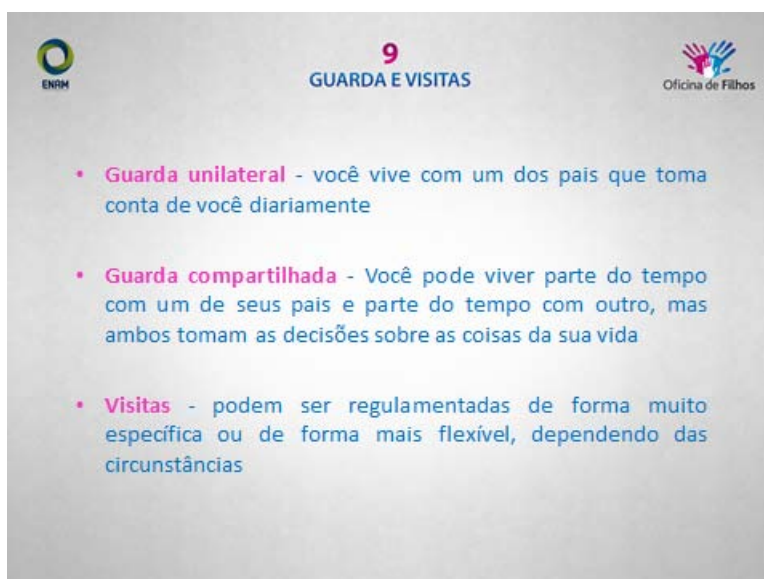 ENAM
9
GUARDA E VISITAS
Oficina de Filhos
• Guarda unilateral - você vive com um dos pais que toma
conta de você diariamente
• Guarda compartilhada - Você pode viver parte do tempo
com um de seus pais e parte do tempo com outro, mas
ambos tomam as decisões sobre as coisas da sua vida
• Visitas - podem ser regulamentadas de forma muito
específica ou de forma mais flexível, dependendo das
circunstâncias